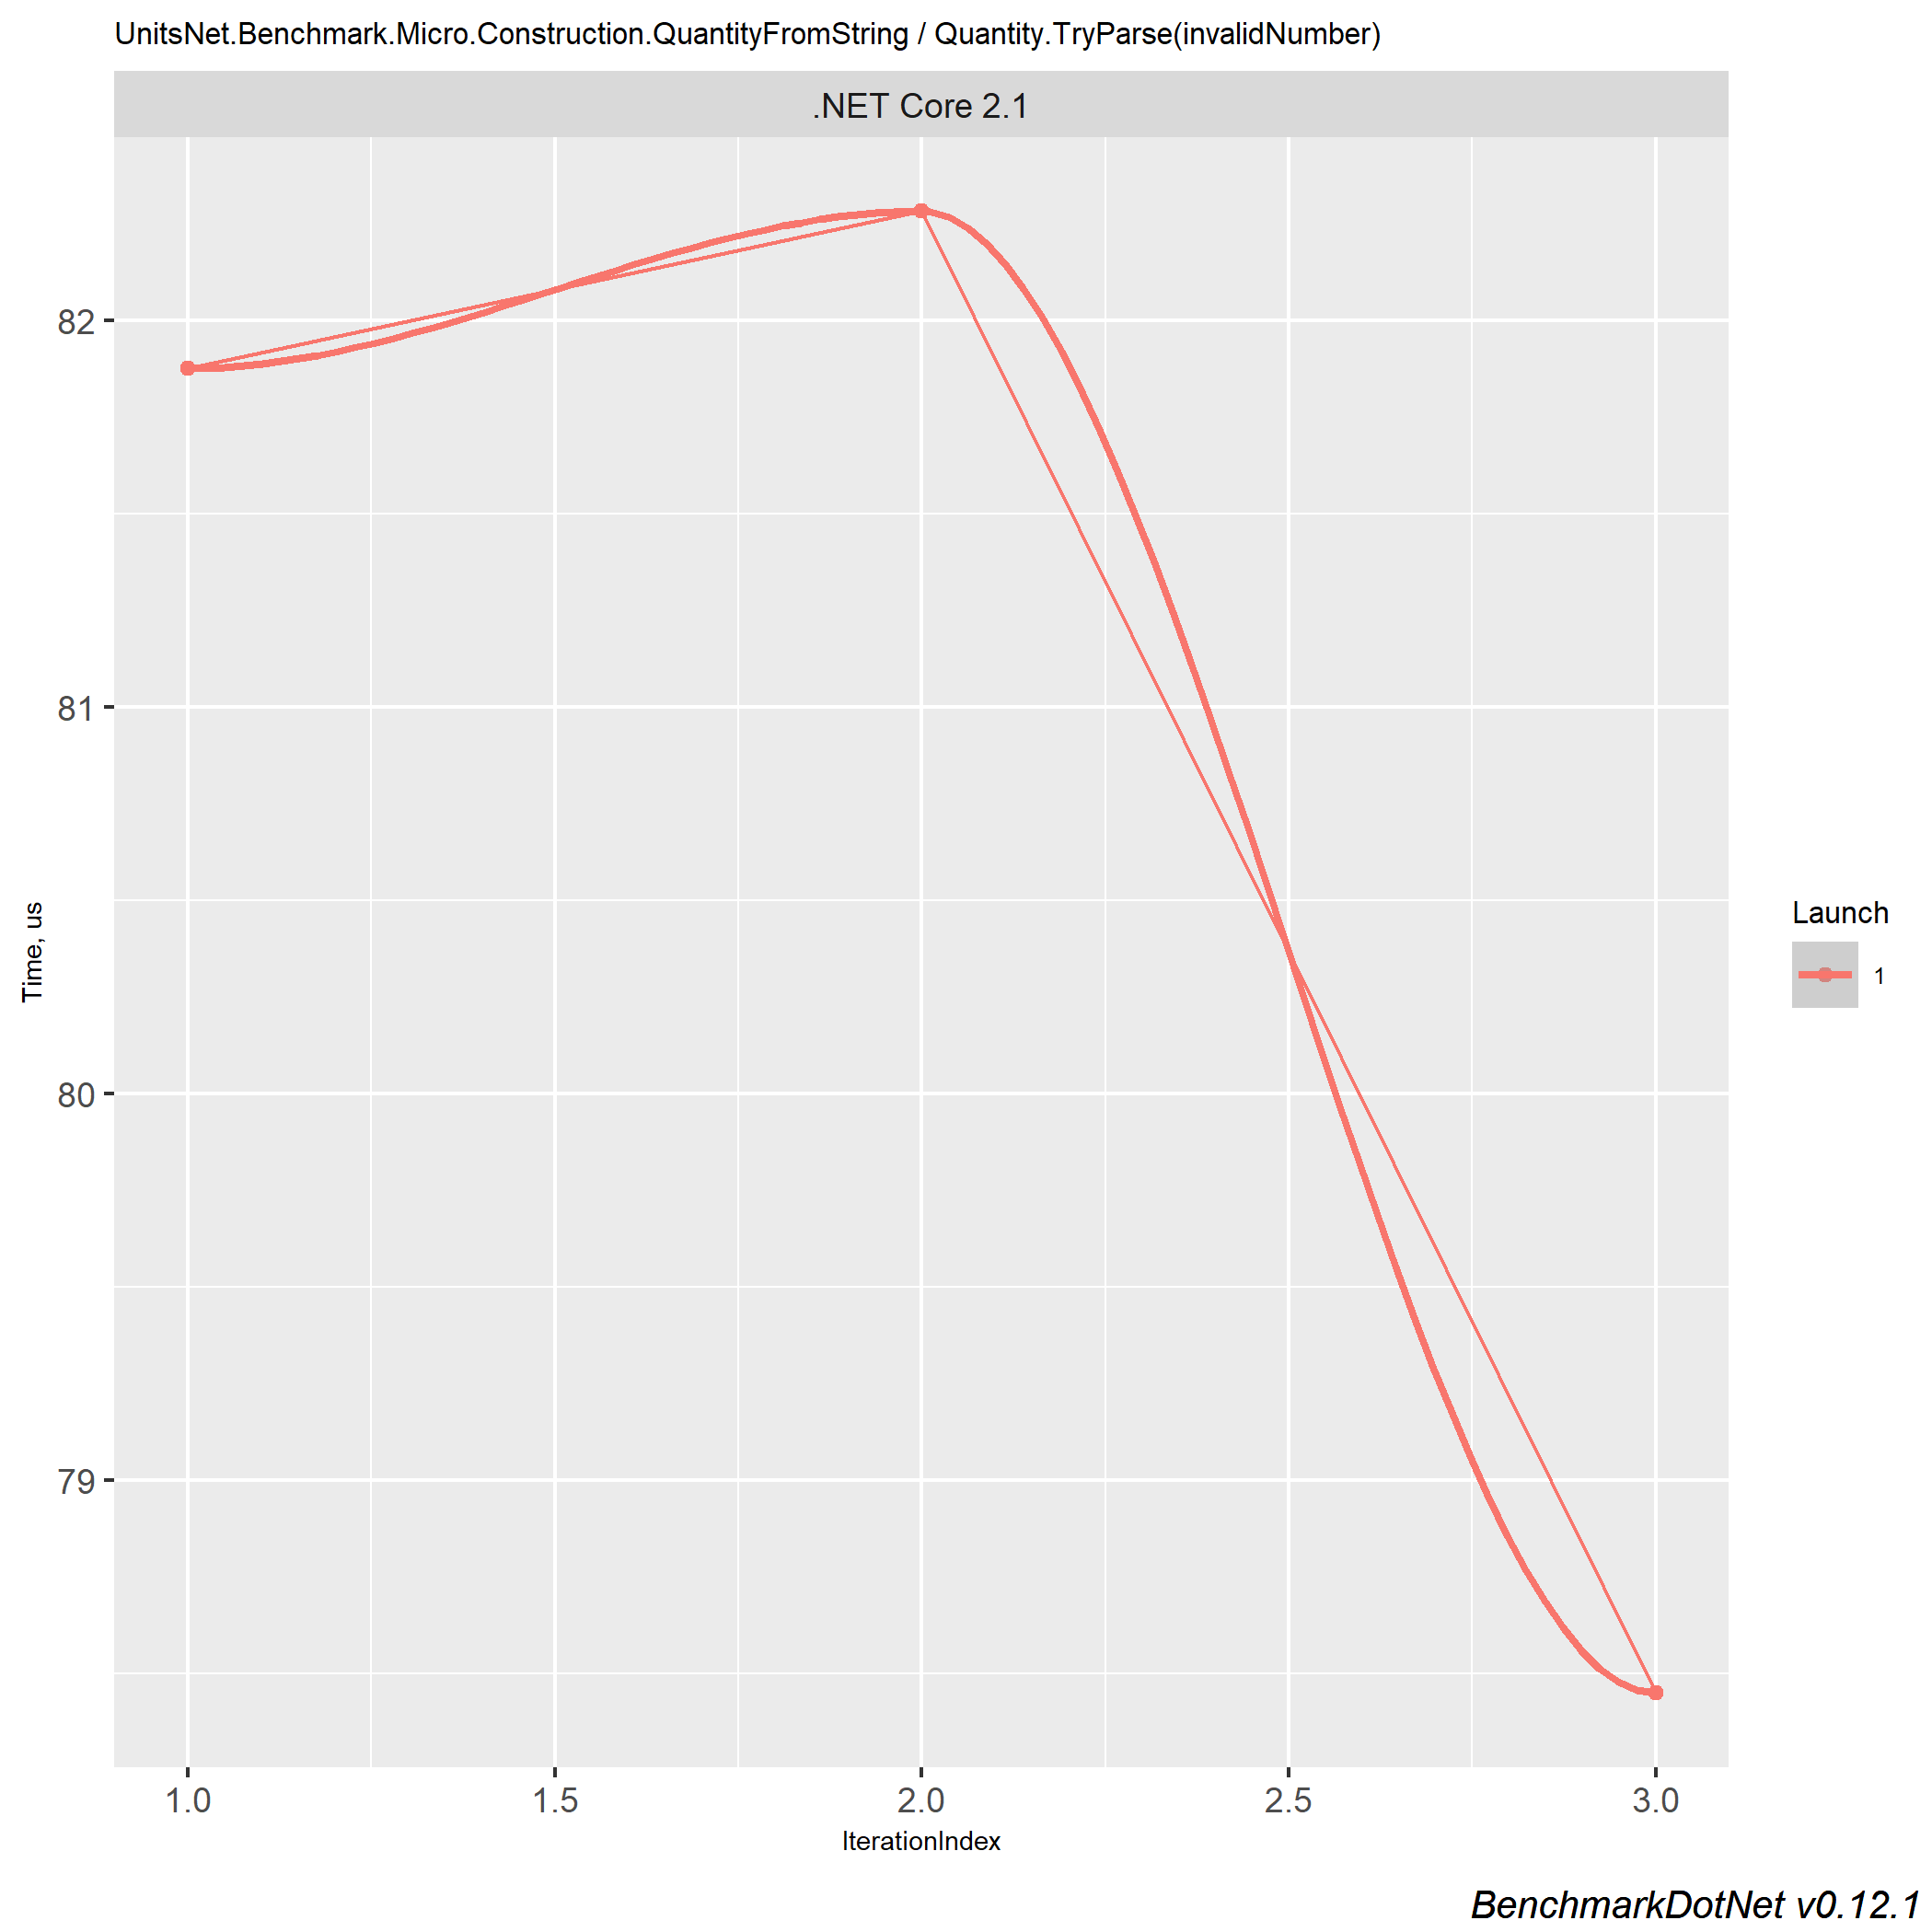 UnitsNet.Benchmark.Micro.Construction.QuantityFromString / Quantity.TryParse(invalidNumber)
.NET Core 2.1
82
81
80
79
Time, us
1.0 1.5 2.0 2.5 3.0
IterationIndex
Launch
1
BenchmarkDotNet v0.12.1